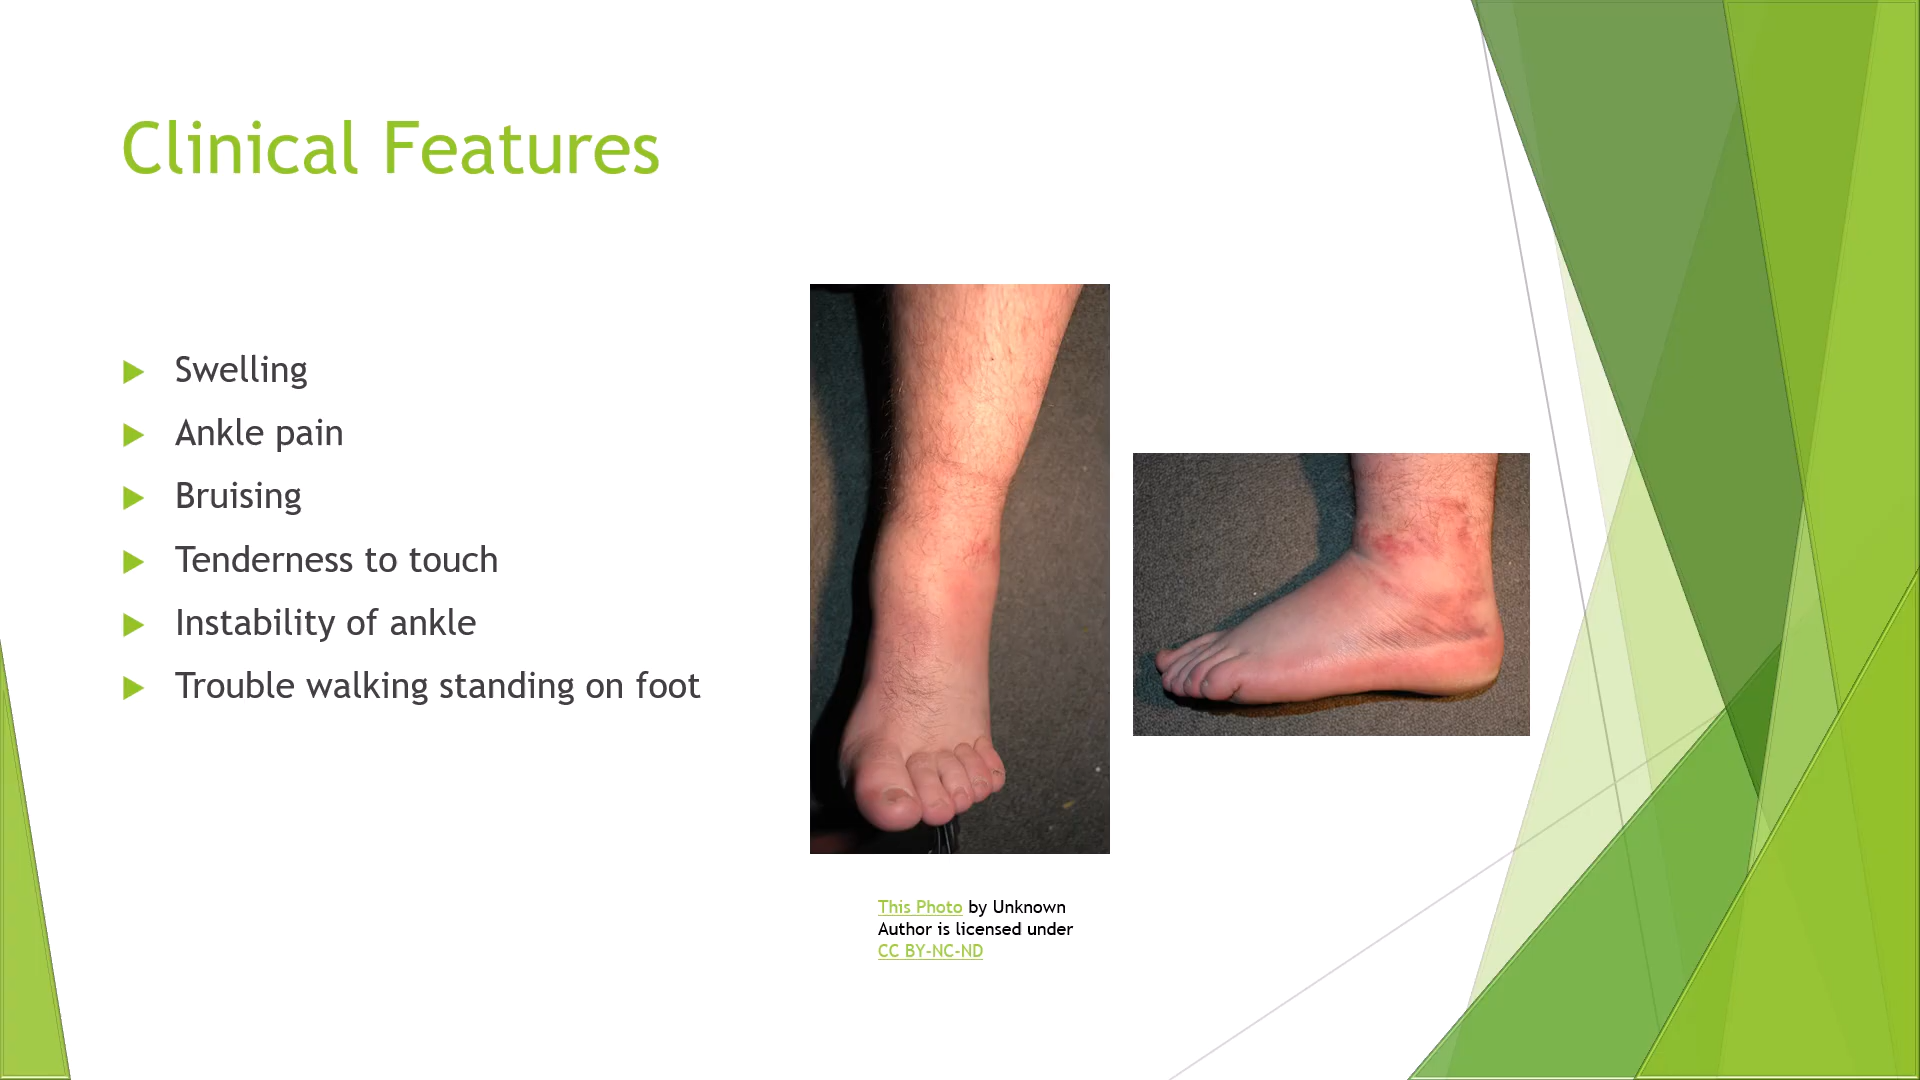 Clinical Features
Swelling
Ankle pain
Bruising
Tenderness to touch
Instability of ankle
Trouble walking standing on foot
This Photo by Unknown
Author is licensed under
CC BY-NC-ND